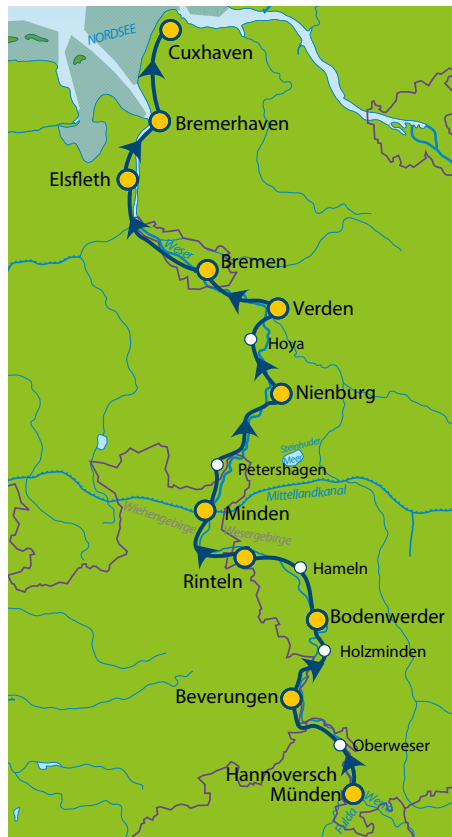 NORDSEE
Cuxhaven
Bremerhaven
Elsfleth
Weser
Bremen
Verden
Hoya
Nienburg
Steinhuder
Meer
Petershagen
Mittellandkanal
Minden
Wiehengebirge
Wesergebirge
Rinteln
Hameln
Bodenwerder
Holzminden
Beverungen
Oberweser
Hannoversch
Münden
Werra
Fulda